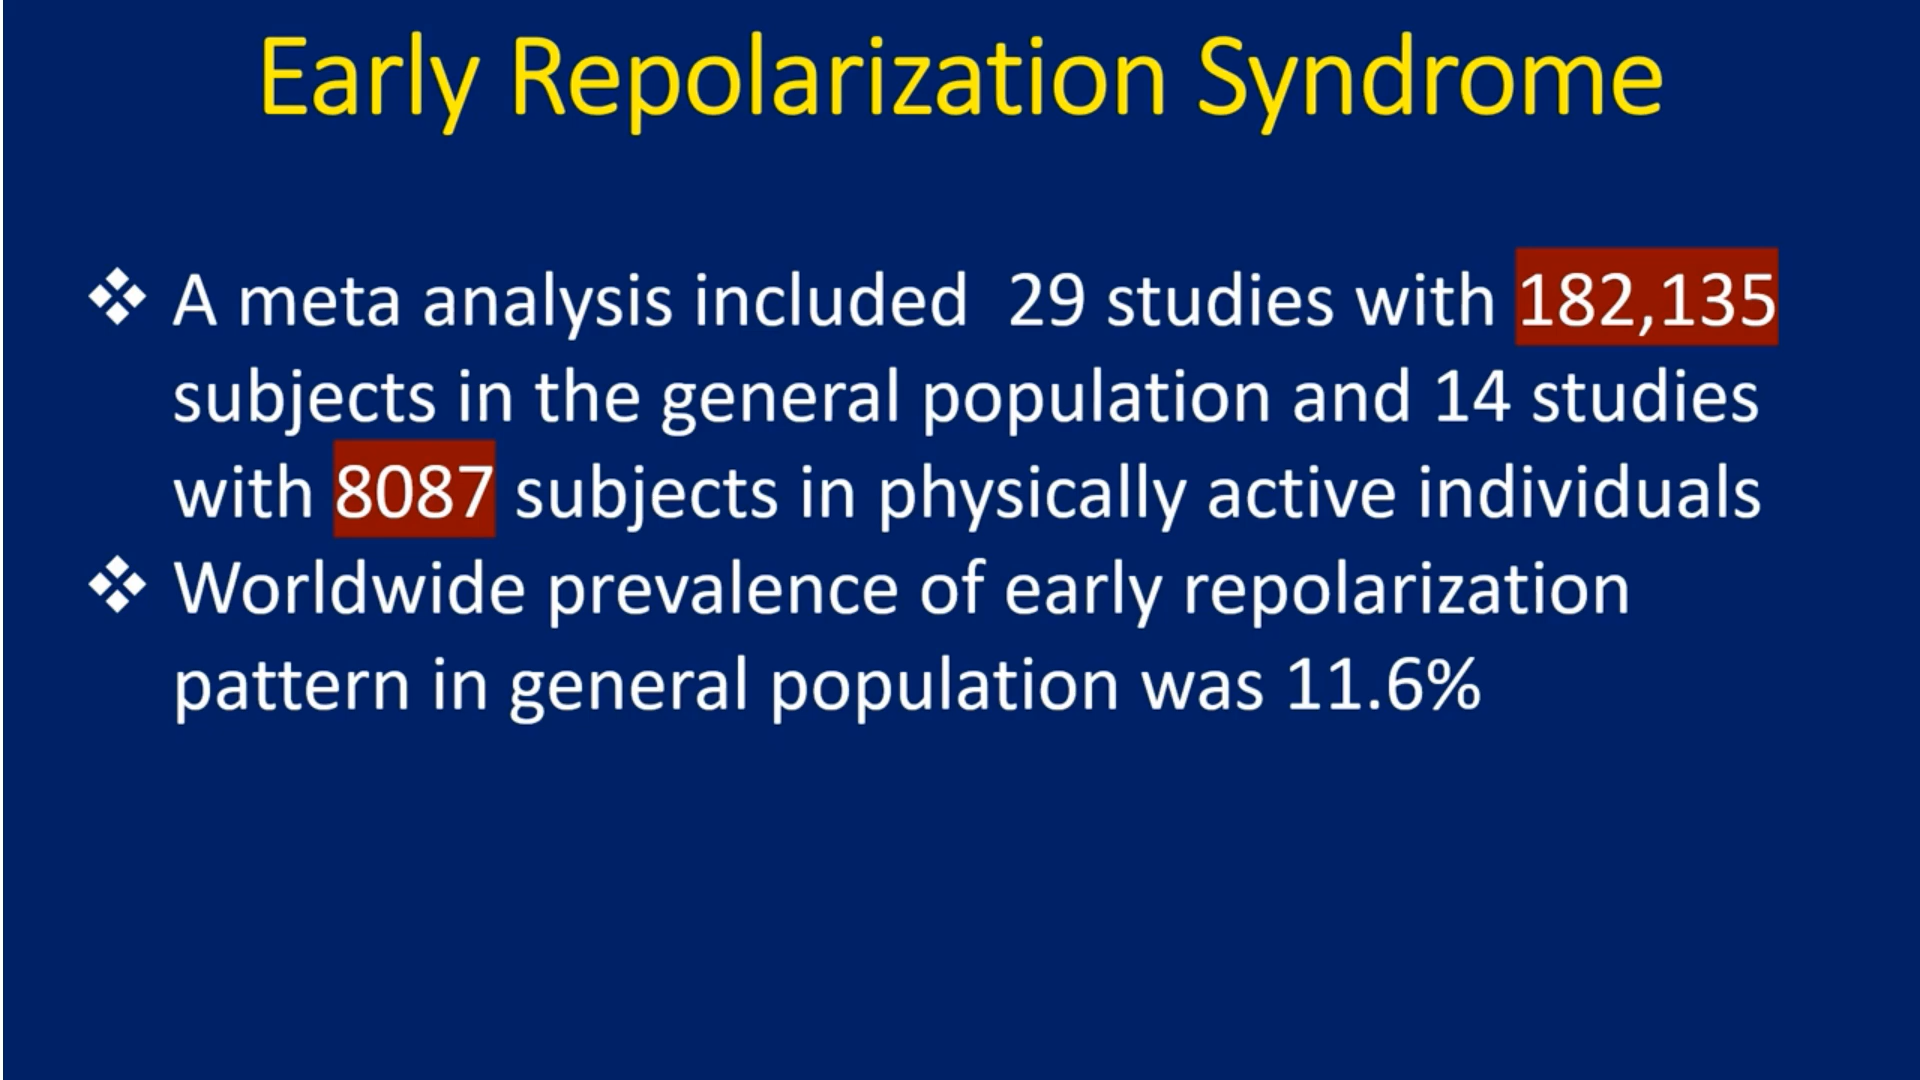 Early Repolarization Syndrome
❖ A meta analysis included  29 studies with 182,135
subjects in the general population and 14 studies
with 8087 subjects in physically active individuals
❖ Worldwide prevalence of early repolarization
pattern in general population was 11.6%